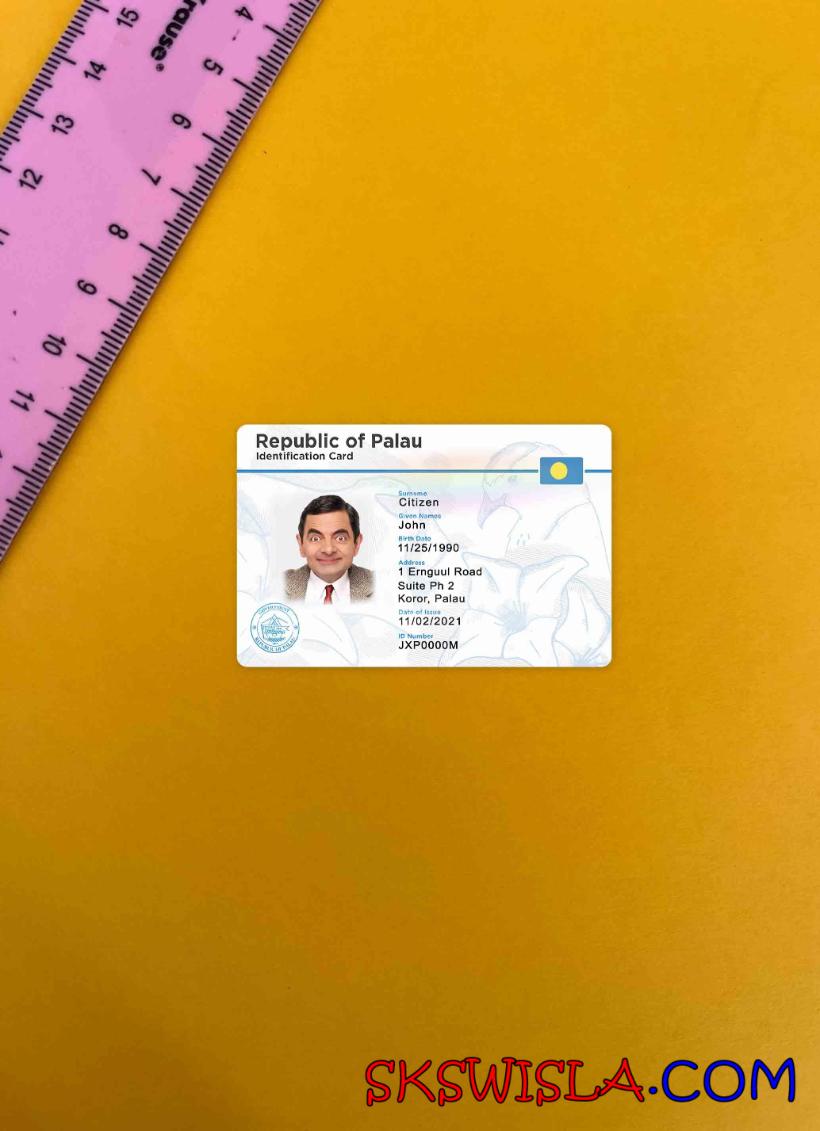 Krause®
15
14
13
12
11
4
5
6
7
8
9
10
11
Republic of Palau
Identification Card
Surname
Citizen
Given Names
John
Birth Date
11/25/1990
Address
1 Ernguul Road
Suite Ph 2
Koror, Palau
Date of Issue
11/02/2021
ID Number
JXP0000M
GOVERNMENT
REPUBLIC OF PALAU
SKSWISLA.COM